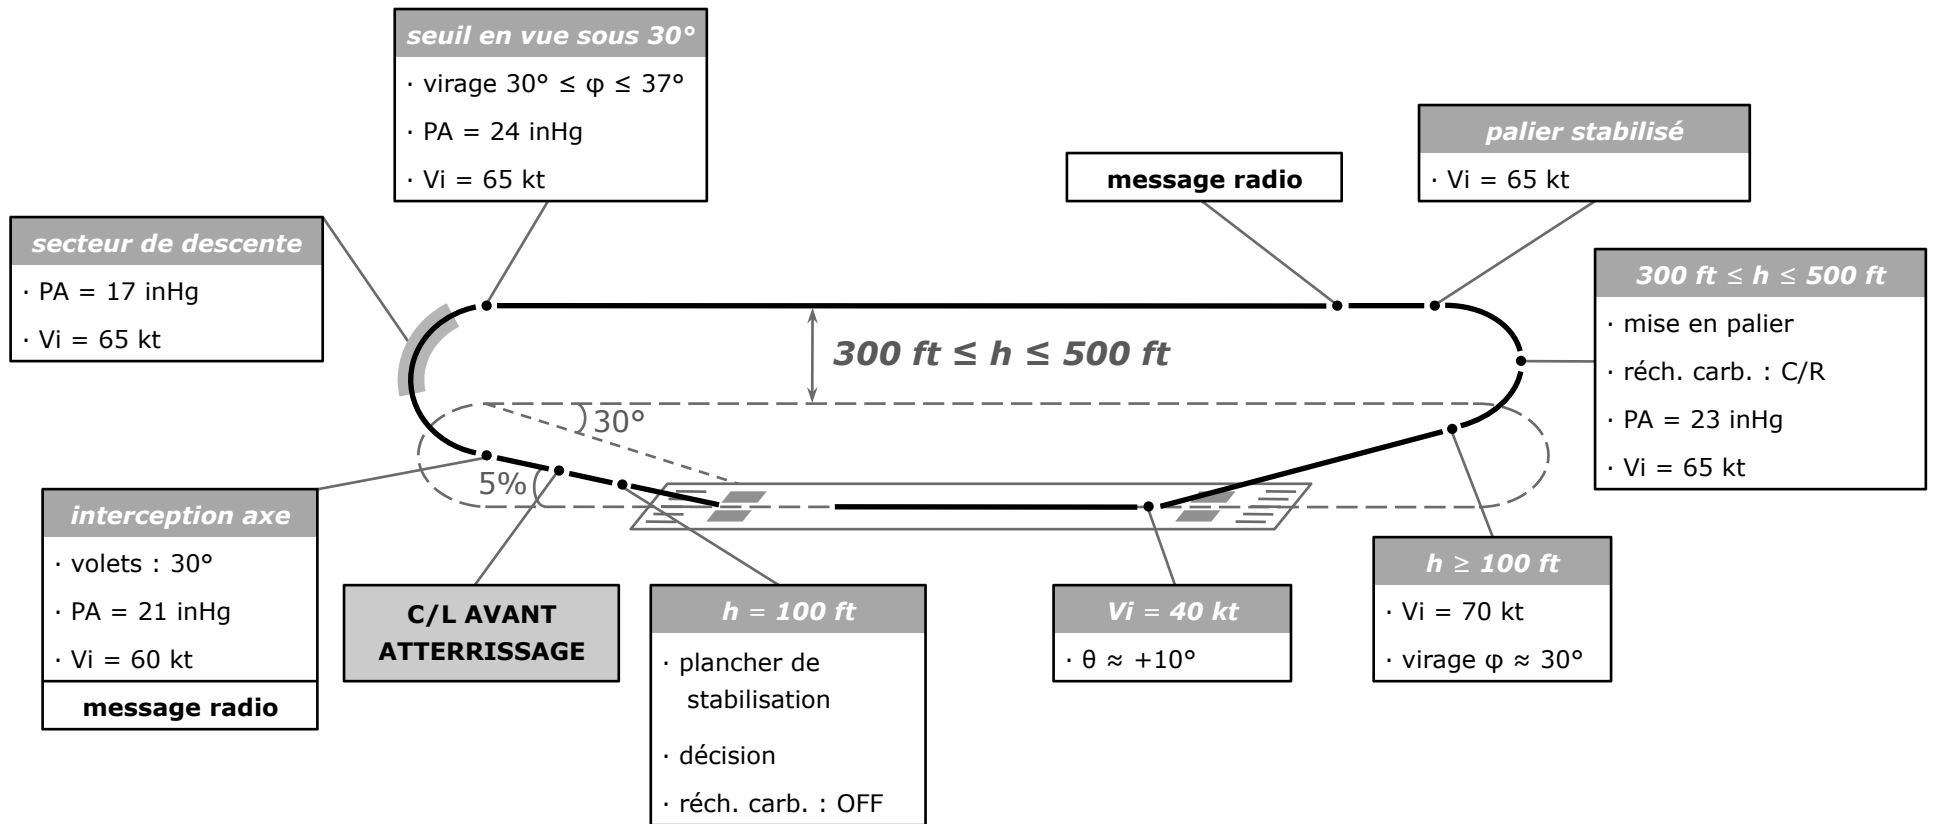 seuil en vue sous 30°
· virage 30° ≤ φ ≤ 37°
· PA = 24 inHg
· Vi = 65 kt
palier stabilisé
· Vi = 65 kt
message radio
secteur de descente
· PA = 17 inHg
· Vi = 65 kt
300 ft ≤ h ≤ 500 ft
· mise en palier
· réch. carb. : C/R
· PA = 23 inHg
· Vi = 65 kt
300 ft ≤ h ≤ 500 ft
30°
5%
interception axe
· volets : 30°
· PA = 21 inHg
· Vi = 60 kt
message radio
C/L AVANT
ATTERRISSAGE
h = 100 ft
· plancher de
stabilisation
· décision
· réch. carb. : OFF
Vi = 40 kt
· θ ≈ +10°
h ≥ 100 ft
· Vi = 70 kt
· virage φ ≈ 30°